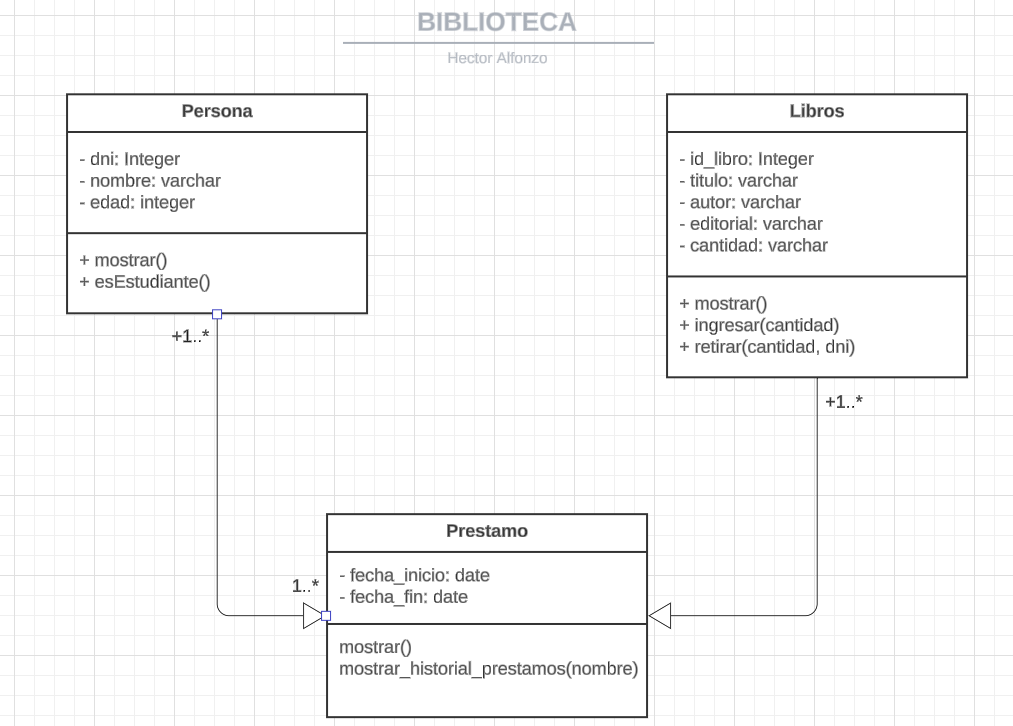 BIBLIOTECA
Hector Alfonzo
Persona
- dni: Integer
- nombre: varchar
- edad: integer
+ mostrar()
+ esEstudiante()
+1..*
Libros
- id_libro: Integer
- titulo: varchar
- autor: varchar
- editorial: varchar
- cantidad: varchar
+ mostrar()
+ ingresar(cantidad)
+ retirar(cantidad, dni)
+1..*
1..*
Prestamo
- fecha_inicio: date
- fecha_fin: date
mostrar()
mostrar_historial_prestamos(nombre)